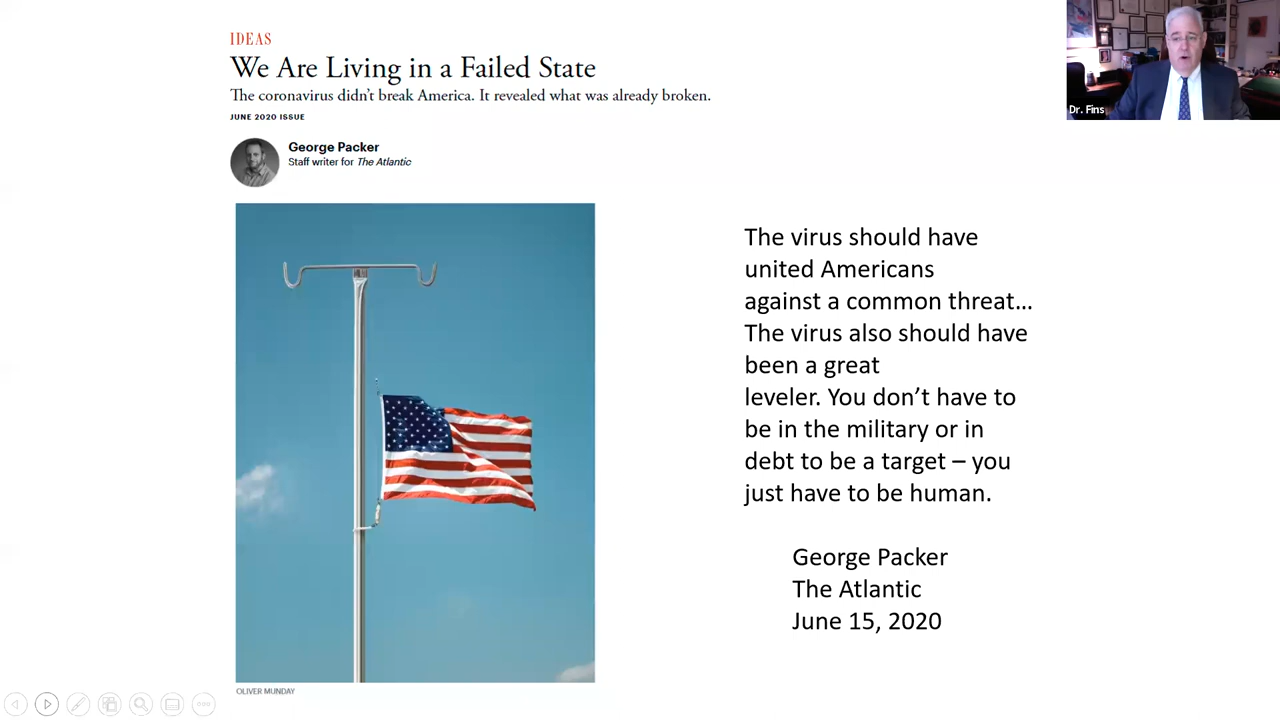 IDEAS
We Are Living in a Failed State
The coronavirus didn't break America. It revealed what was already broken.
JUNE 2020 ISSUE
George Packer
Staff writer for The Atlantic
OLIVER MUNDAY
The virus should have
united Americans
against a common threat...
The virus also should have
been a great
leveler. You don't have to
be in the military or in
debt to be a target – you
just have to be human.
George Packer
The Atlantic
June 15, 2020
Dr. Fins